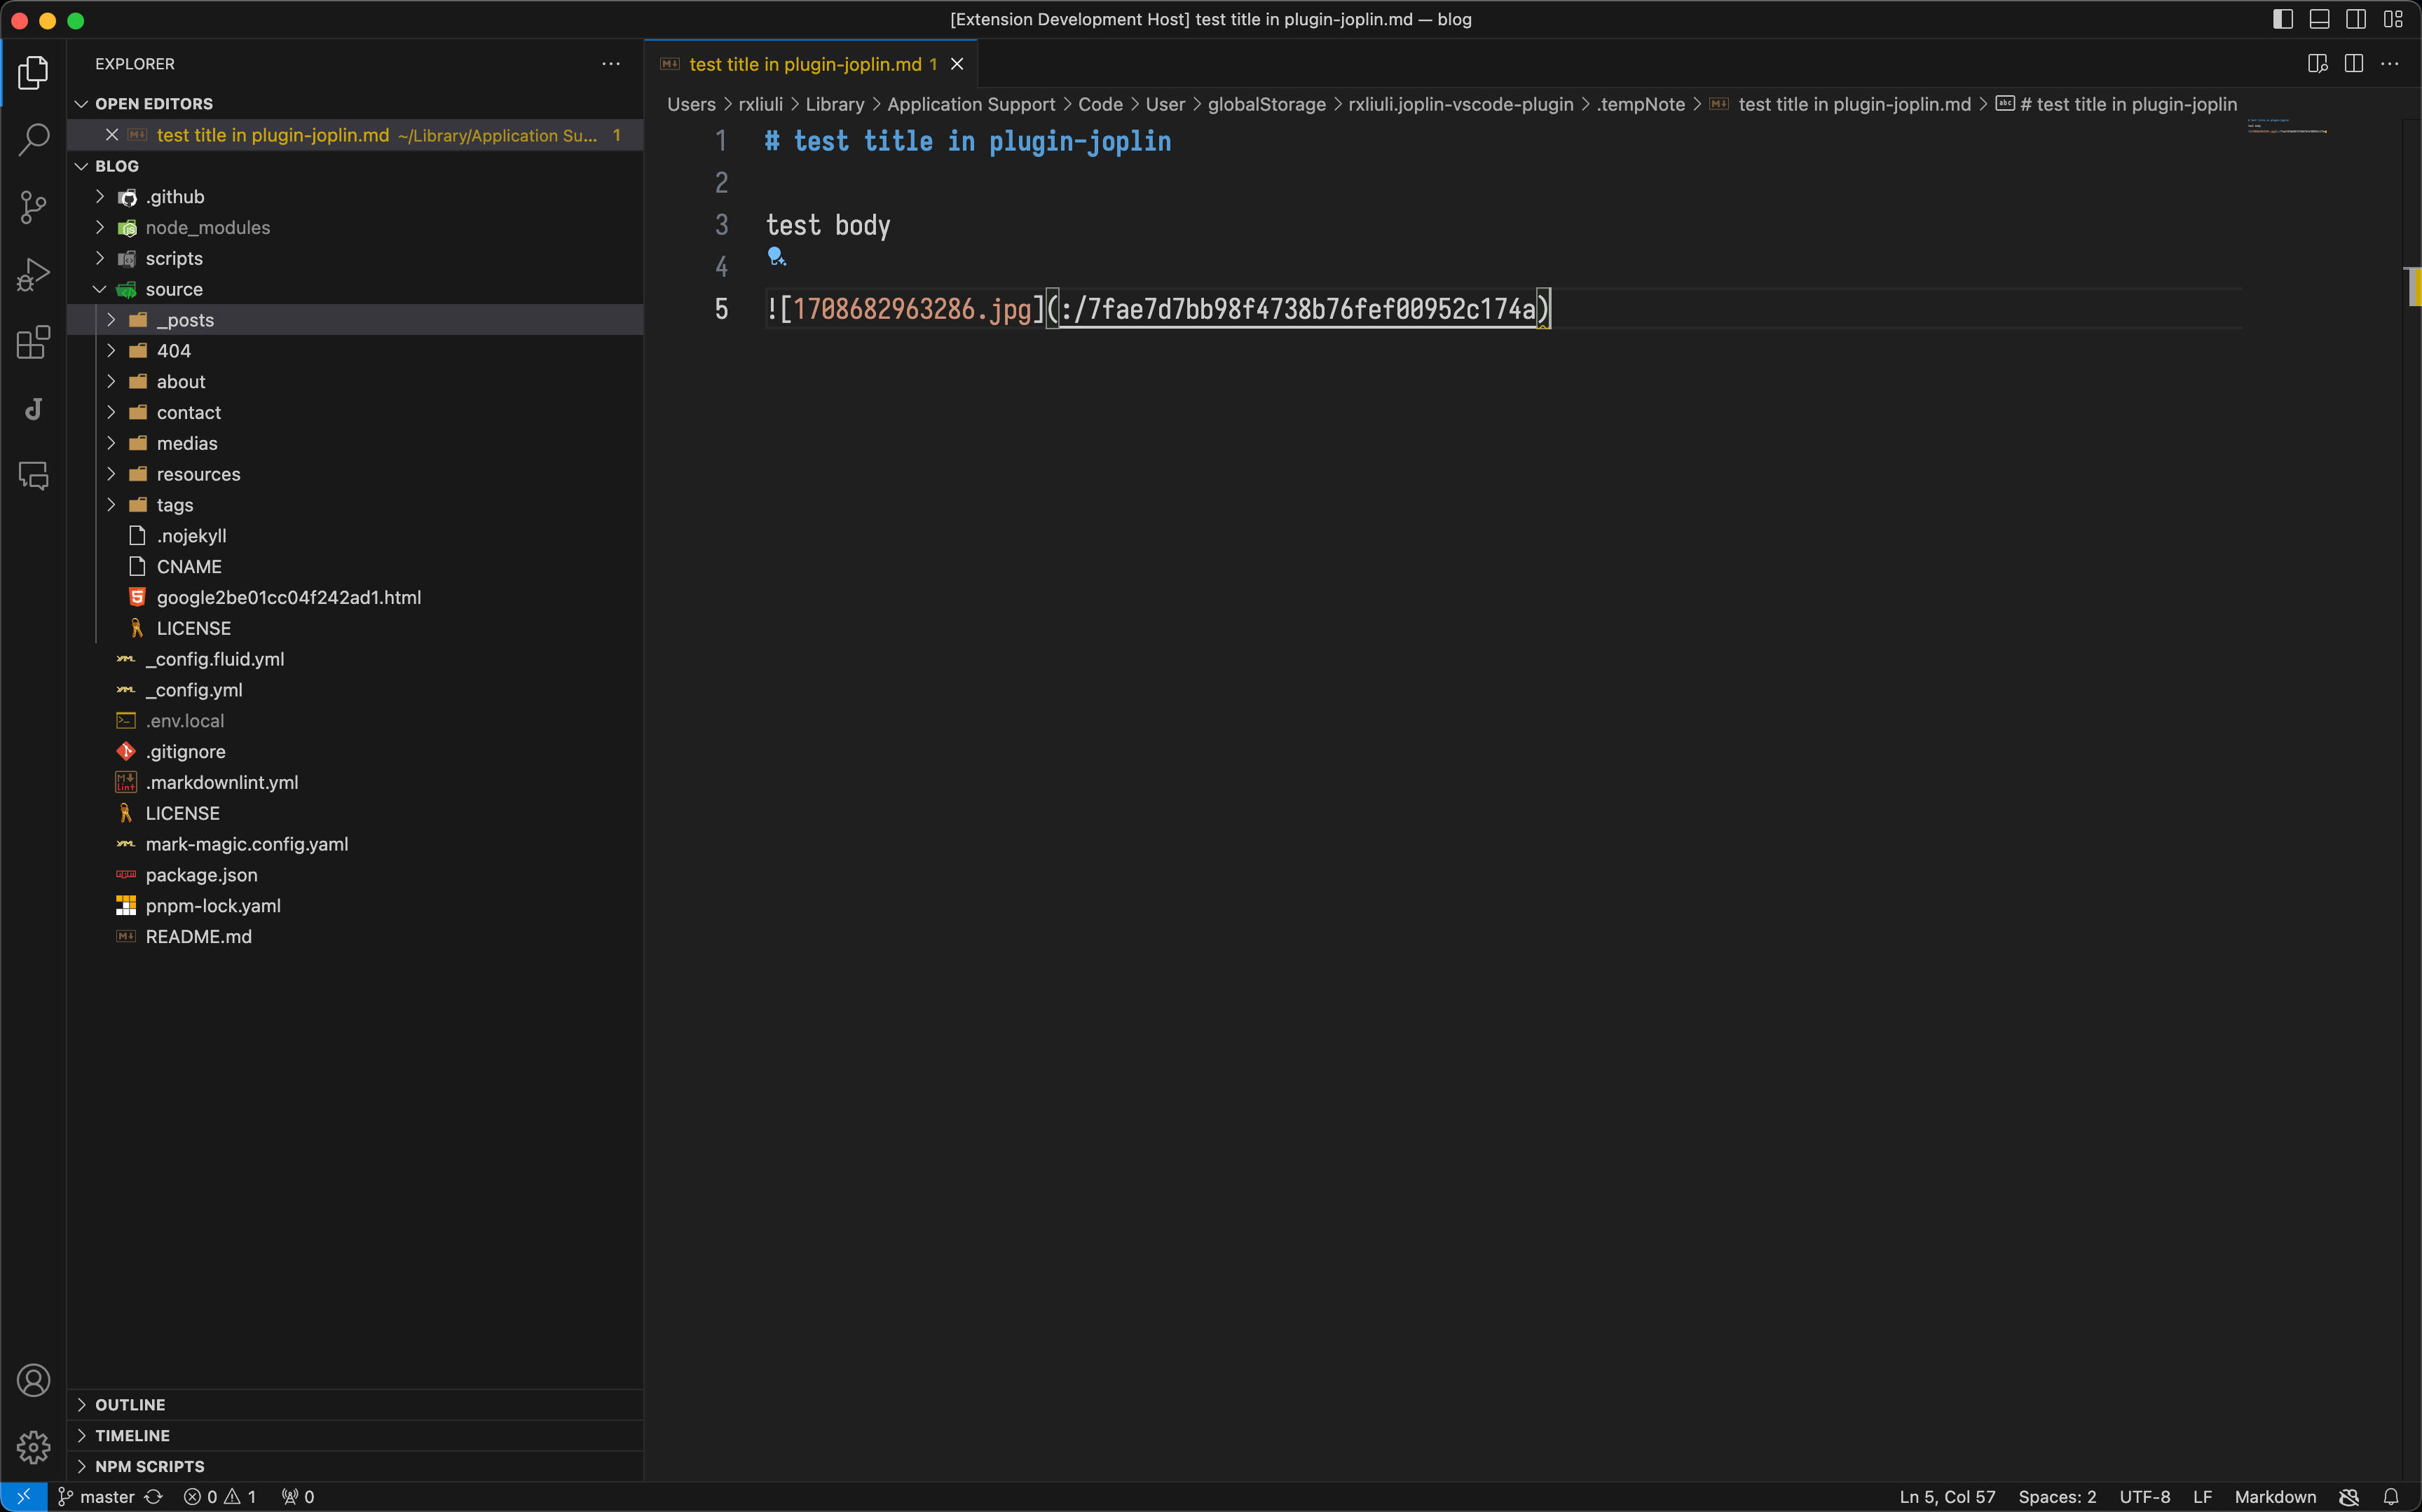 [Extension Development Host] test title in plugin-joplin.md — blog
EXPLORER
OPEN EDITORS
test title in plugin-joplin.md ~/Library/Application Su... 1
BLOG
.github
node_modules
scripts
source
_posts
404
about
contact
medias
resources
tags
.nojekyll
CNAME
google2be01cc04f242ad1.html
LICENSE
_config.fluid.yml
_config.yml
.env.local
.gitignore
.markdownlint.yml
LICENSE
mark-magic.config.yaml
package.json
pnpm-lock.yaml
README.md
OUTLINE
TIMELINE
NPM SCRIPTS
test title in plugin-joplin.md 1
Users > rxliuli > Library > Application Support > Code > User > globalStorage > rxliuli.joplin-vscode-plugin > .tempNote > test title in plugin-joplin.md > # test title in plugin-joplin
1 # test title in plugin-joplin
2
3 test body
4
5 ![1708682963286.jpg](:/7fae7d7bb98f4738b76fef00952c174a)
master 0 1 0
Ln 5, Col 57 Spaces: 2 UTF-8 LF Markdown